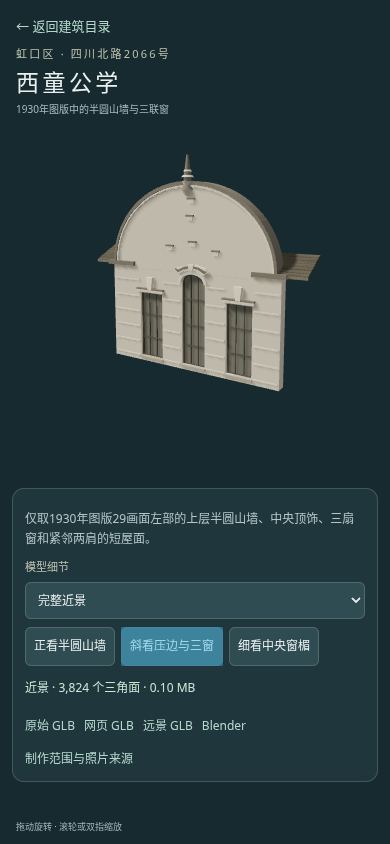 ← 返回建筑目录
虹口区 · 四川北路2066号
西童公学
1930年图版中的半圆山墙与三联窗
仅取1930年图版29画面左部的上层半圆山墙、中央顶饰、三扇
窗和紧邻两肩的短屋面。
模型细节
完整近景
正看半圆山墙 斜看压边与三窗 细看中央窗楣
近景 · 3,824 个三角面 · 0.10 MB
原始 GLB 网页 GLB 远景 GLB Blender
制作范围与照片来源
拖动旋转 · 滚轮或双指缩放